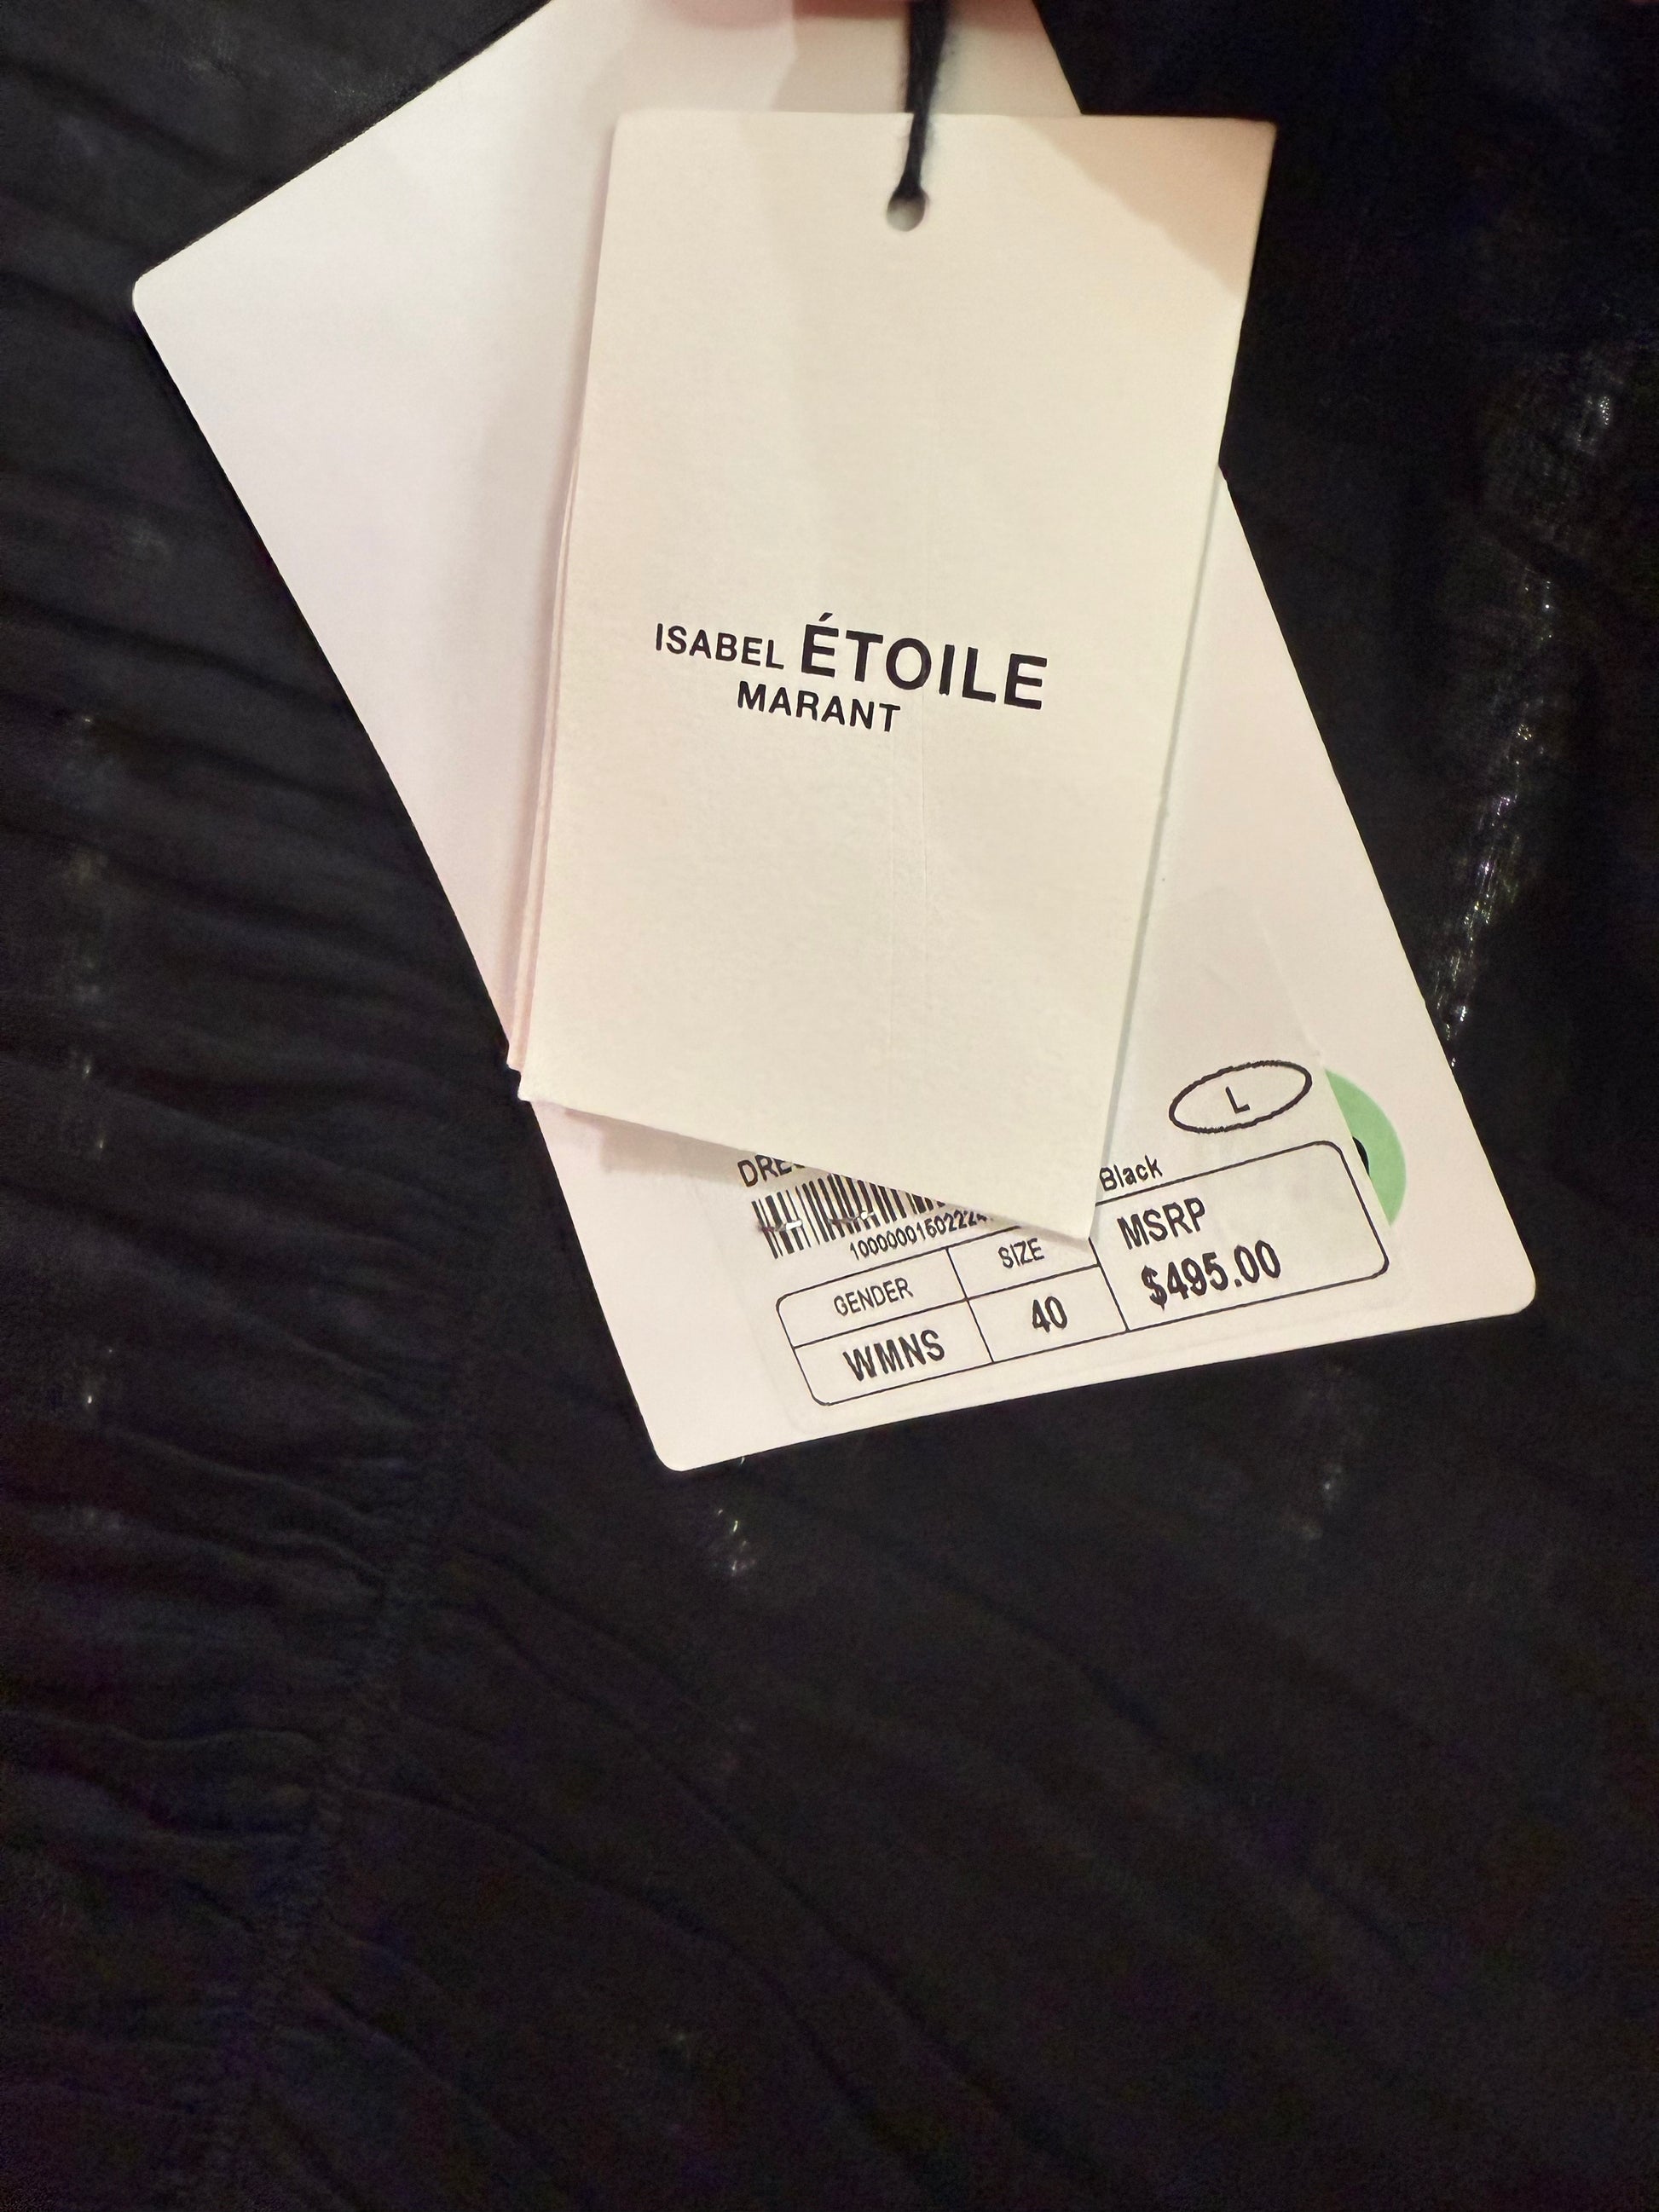 ISABEL ÉTOILE
MARANT
L
Black
GENDER
SIZE
MSRP
WMNS
40
$495.00